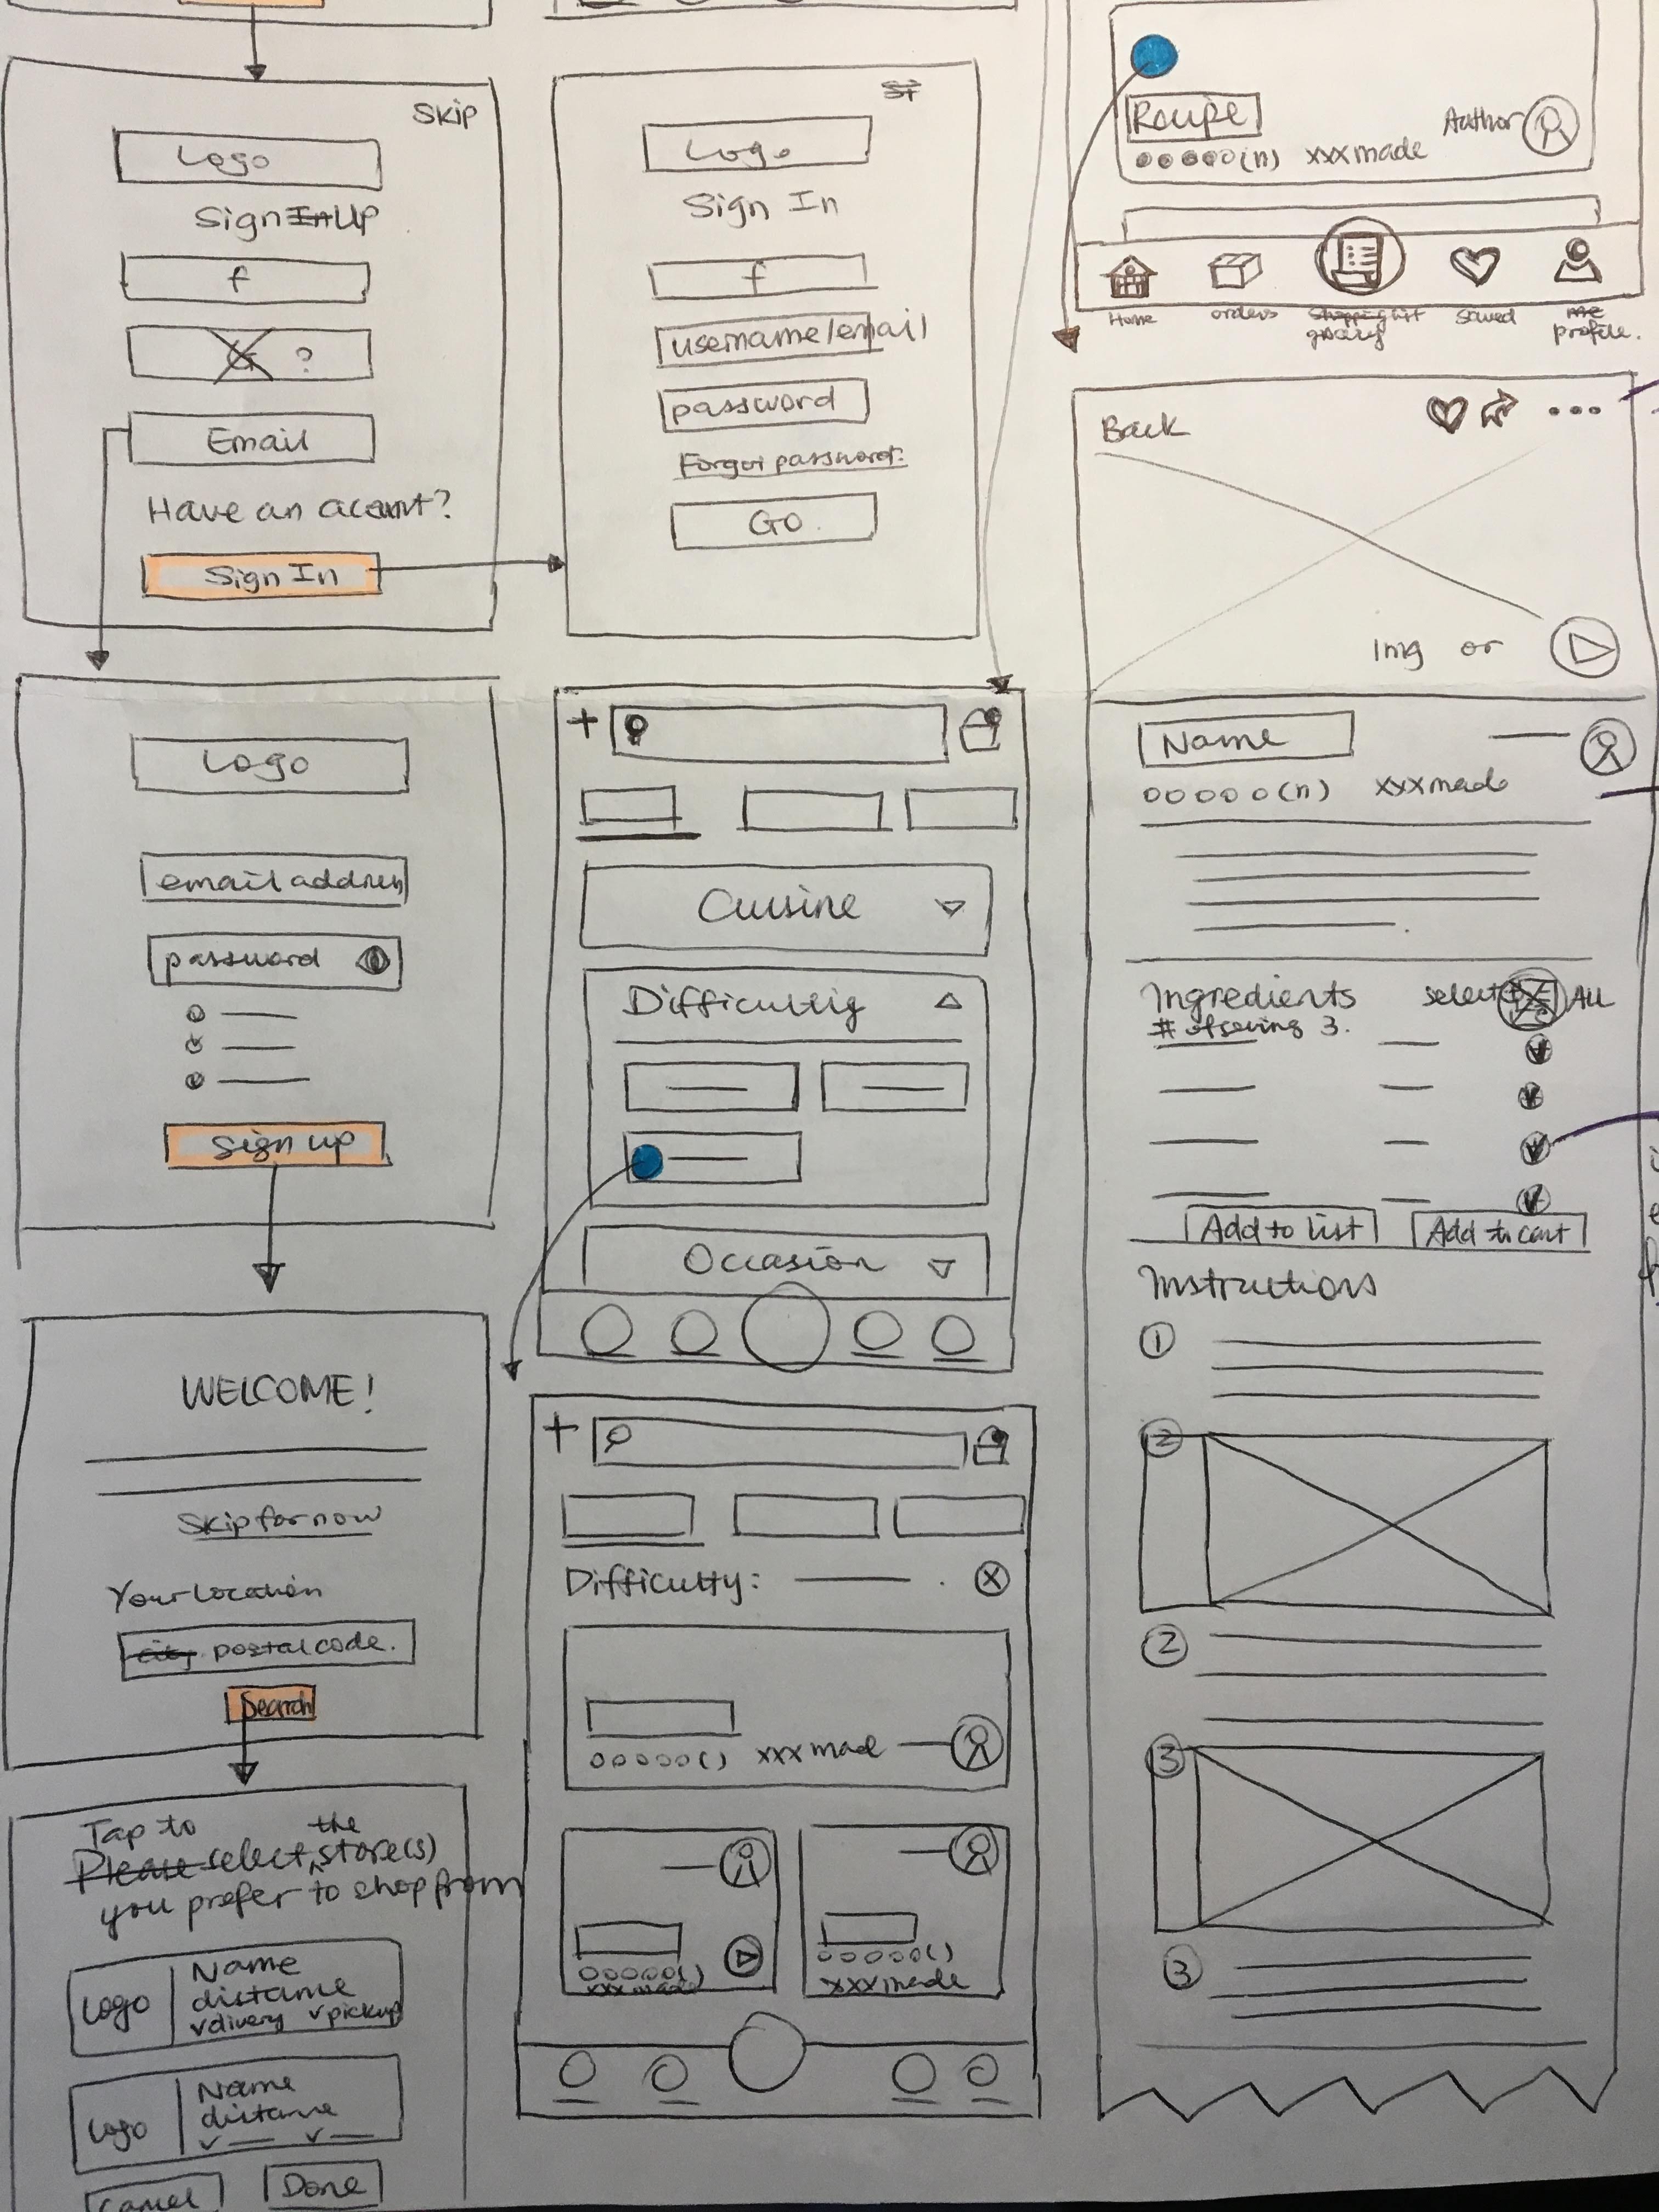 Skip
Logo
Sign In Up
f
G ?
Email
Have an acount?
Sign In
Logo
email address
password
Sign up
WELCOME!
Skip for now
Your Location
city postal code.
Search
Tap to the
Please select store(s)
you prefer to shop from
Logo
Name
distance
✓divery ✓pickup
Logo
Name
distance
Cancel
Done
Logo
Sign In
f
username/email
password
Forgot password?
Go
Cuisine
Difficultly
Occasion
Difficulty:
()
xxx made
()
xxx made
()
xxx made
Recipe
(n)
xxx made
Author
Home
orders
Shopping list
grocery
Saved
me
profile.
Back
Img or
Name
(n)
xxx made
Ingredients
select All
# of serving 3.
Add to list
Add to cart
Instructions
1
2
2
3
3